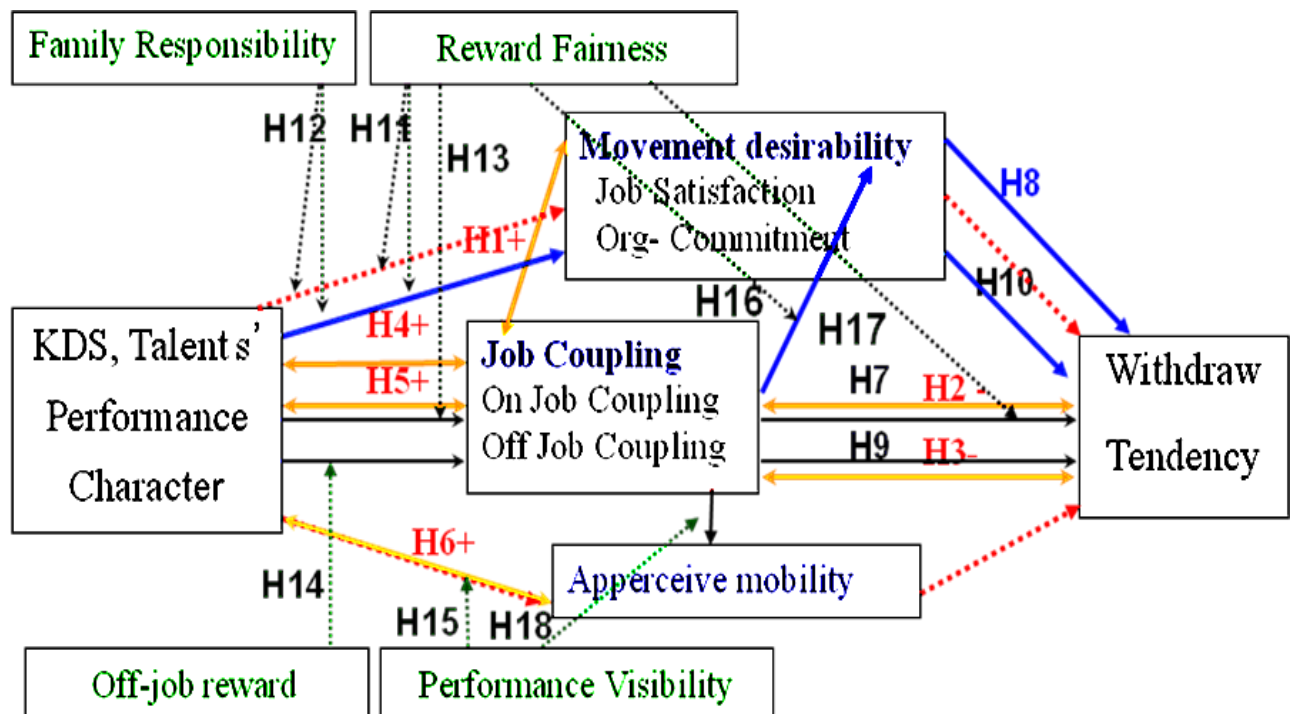 Family Responsibility
Reward Fairness
H12
H11
H13
Movement desirability
Job Satisfaction
Org- Commitment
H8
H1+
H10
H16
H17
KDS, Talents’
Performance
Character
H4+
H5+
Job Coupling
On Job Coupling
Off Job Coupling
H7
H2 -
H9
H3-
Withdraw
Tendency
H6+
Apperceive mobility
H14
H15
H18
Off-job reward
Performance Visibility